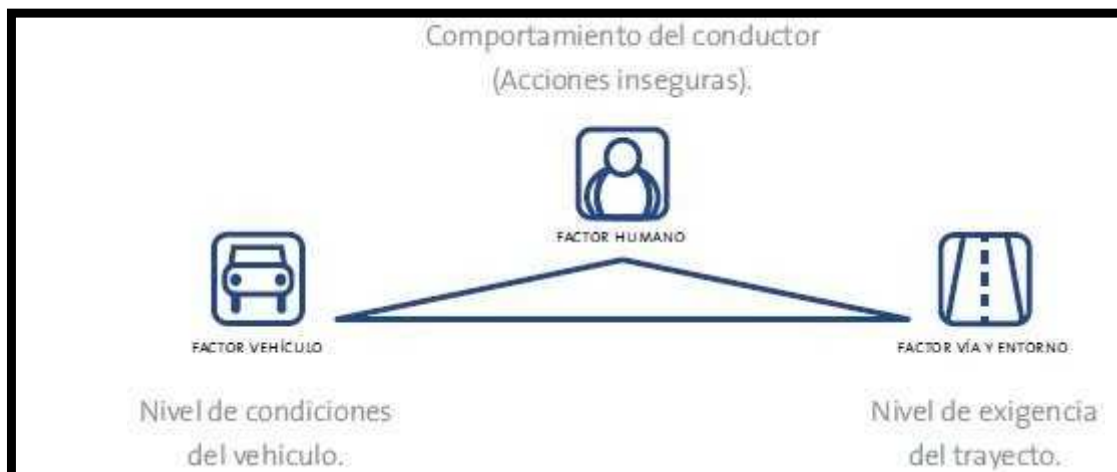 Comportamiento del conductor
(Acciones inseguras).
FACTOR HUMANO
FACTOR VEHÍCULO
FACTOR VÍA Y ENTORNO
Nivel de condiciones
del vehículo.
Nivel de exigencia
del trayecto.